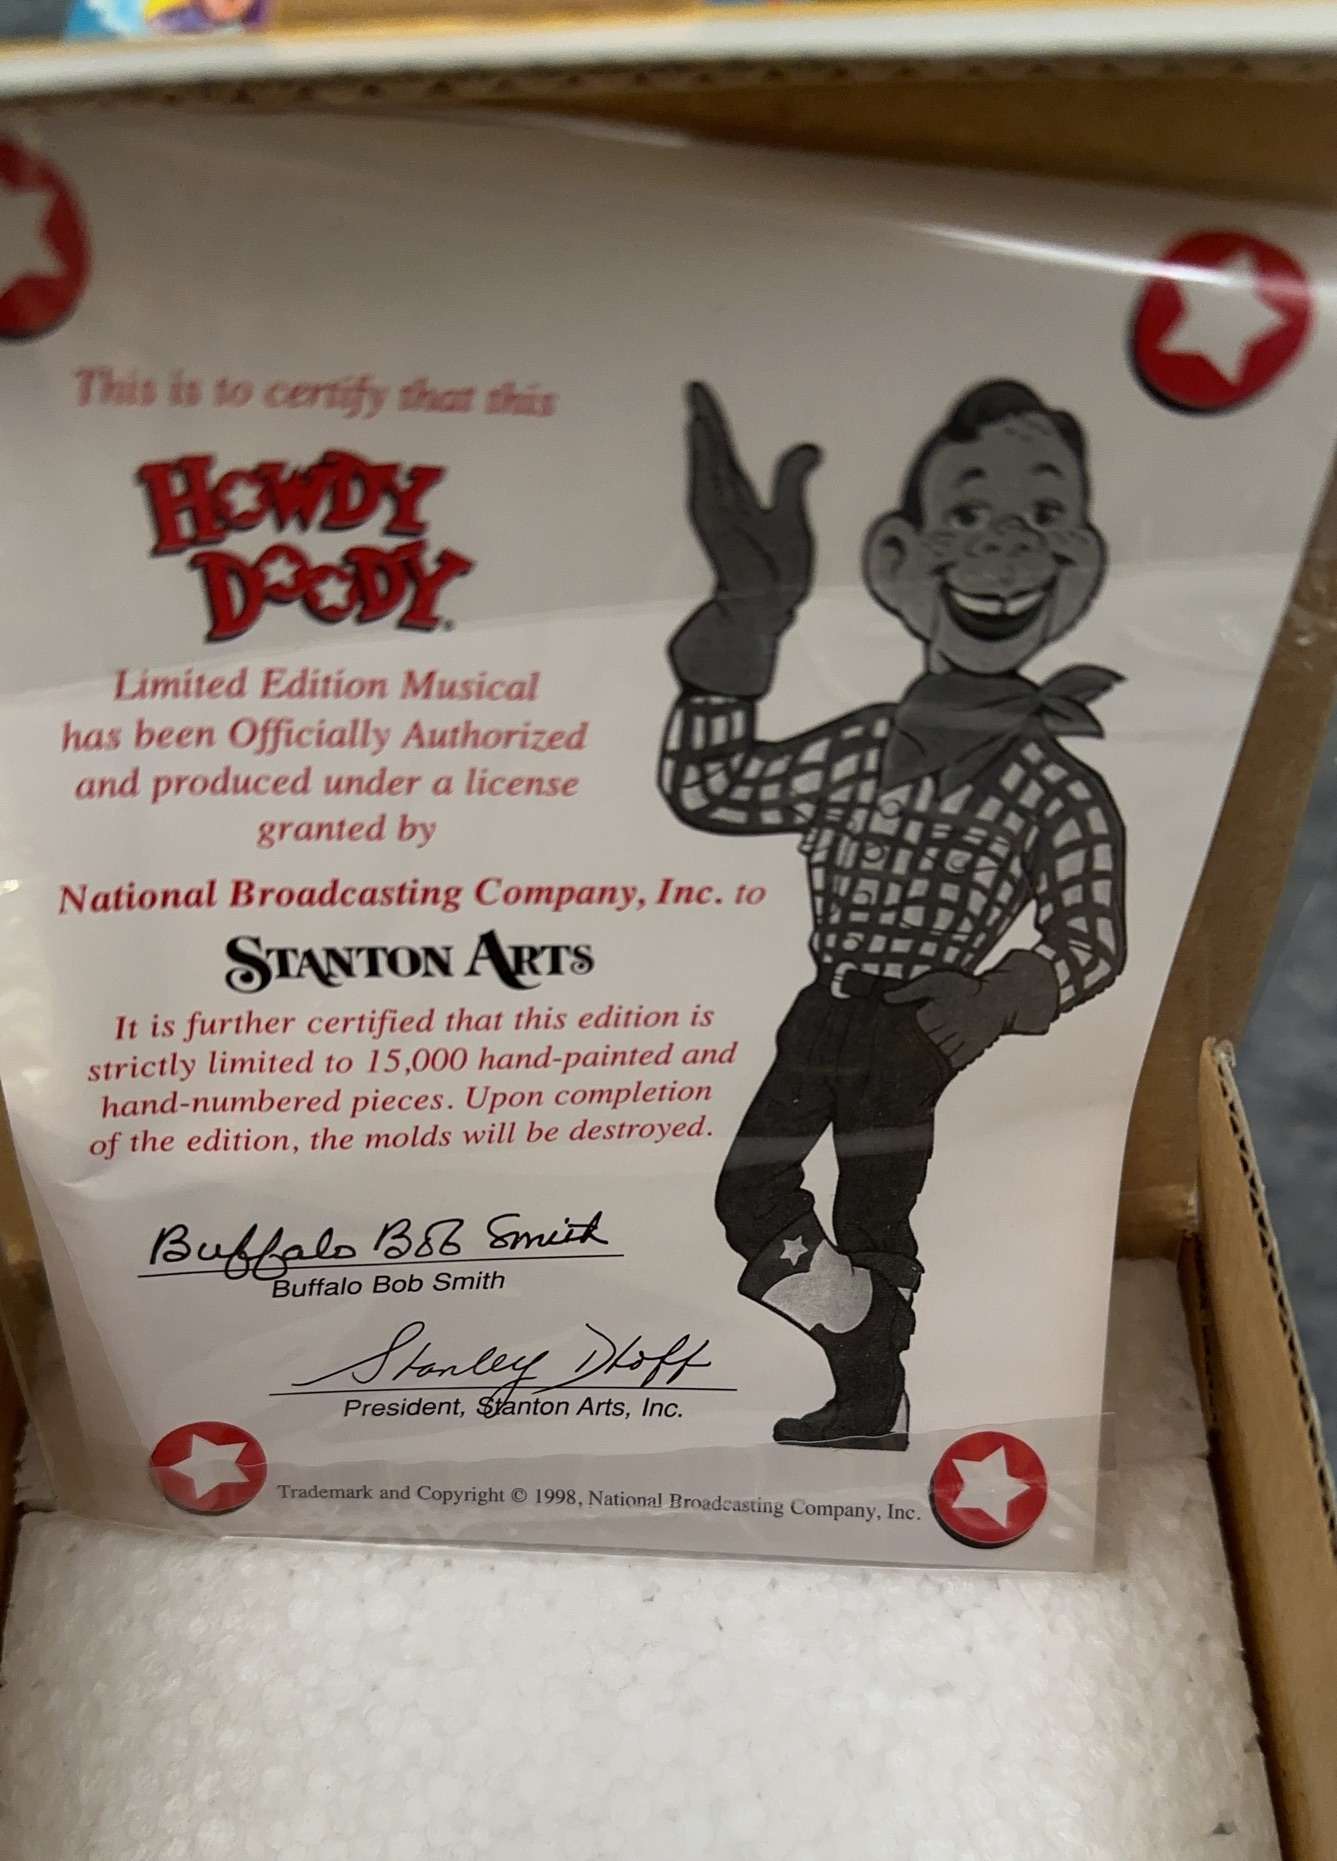 This is to certify that this
HOWDY
DOODY®
Limited Edition Musical
has been Officially Authorized
and produced under a license
granted by
National Broadcasting Company, Inc. to
STANTON ARTS
It is further certified that this edition is
strictly limited to 15,000 hand-painted and
hand-numbered pieces. Upon completion
of the edition, the molds will be destroyed.
Buffalo Bob Smith
Buffalo Bob Smith
Stanley Dhoff
President, Stanton Arts, Inc.
Trademark and Copyright © 1998, National Broadcasting Company, Inc.